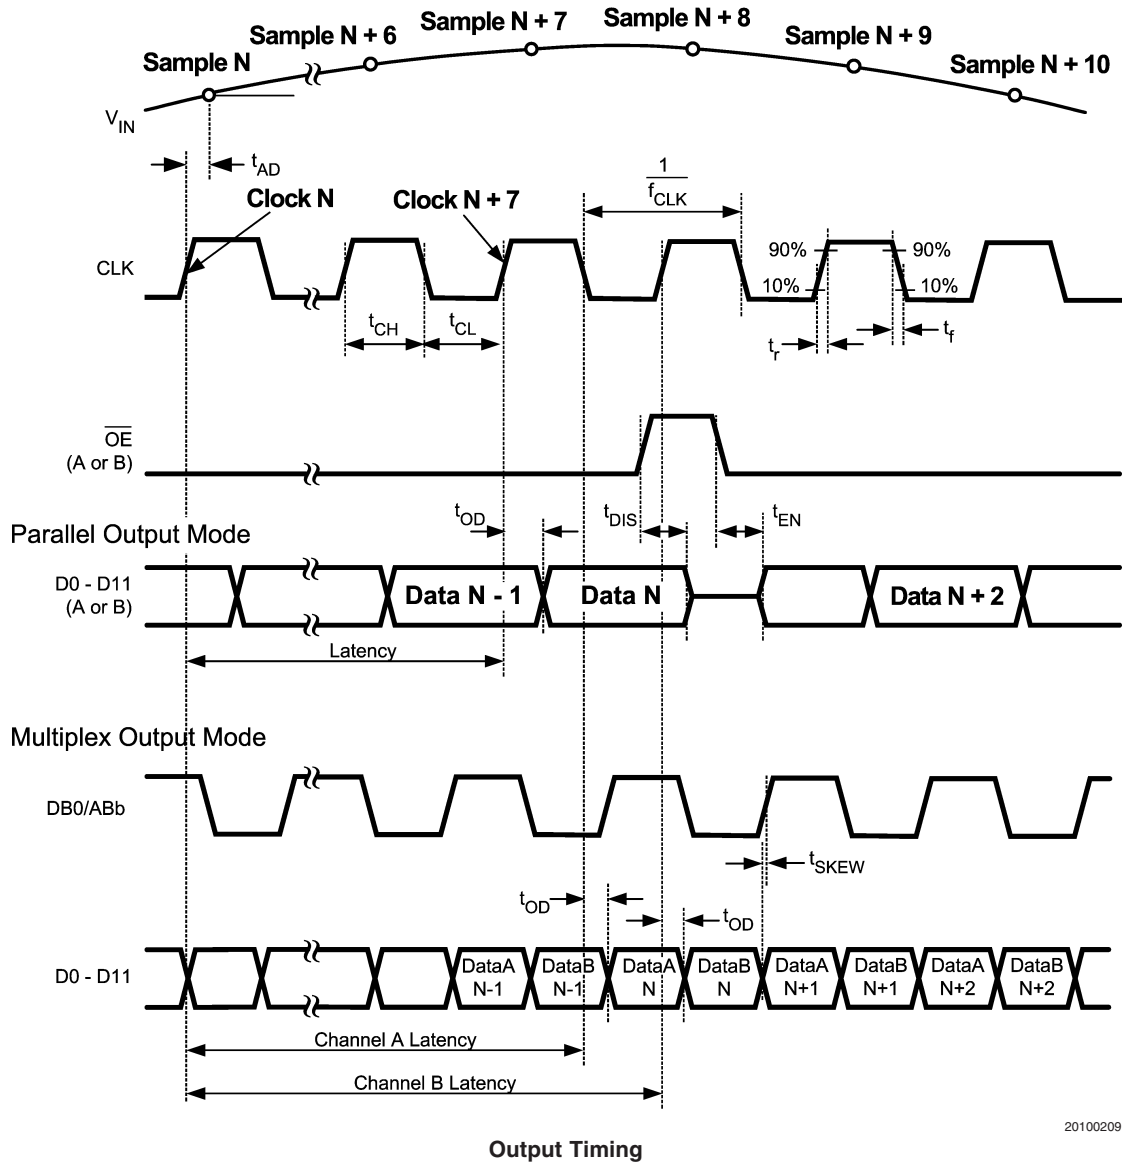 Sample N
Sample N + 6
Sample N + 7
Sample N + 8
Sample N + 9
Sample N + 10
VIN
tAD
Clock N
Clock N + 7
1
fCLK
CLK
90%
90%
10%
10%
tCH
tCL
tr
tf
OE
(A or B)
tOD
tDIS
tEN
Parallel Output Mode
D0 - D11
(A or B)
Data N - 1
Data N
Data N + 2
Latency
Multiplex Output Mode
DB0/ABb
tSKEW
tOD
tOD
D0 - D11
DataA
N-1
DataB
N-1
DataA
N
DataB
N
DataA
N+1
DataB
N+1
DataA
N+2
DataB
N+2
Channel A Latency
Channel B Latency
20100209
Output Timing